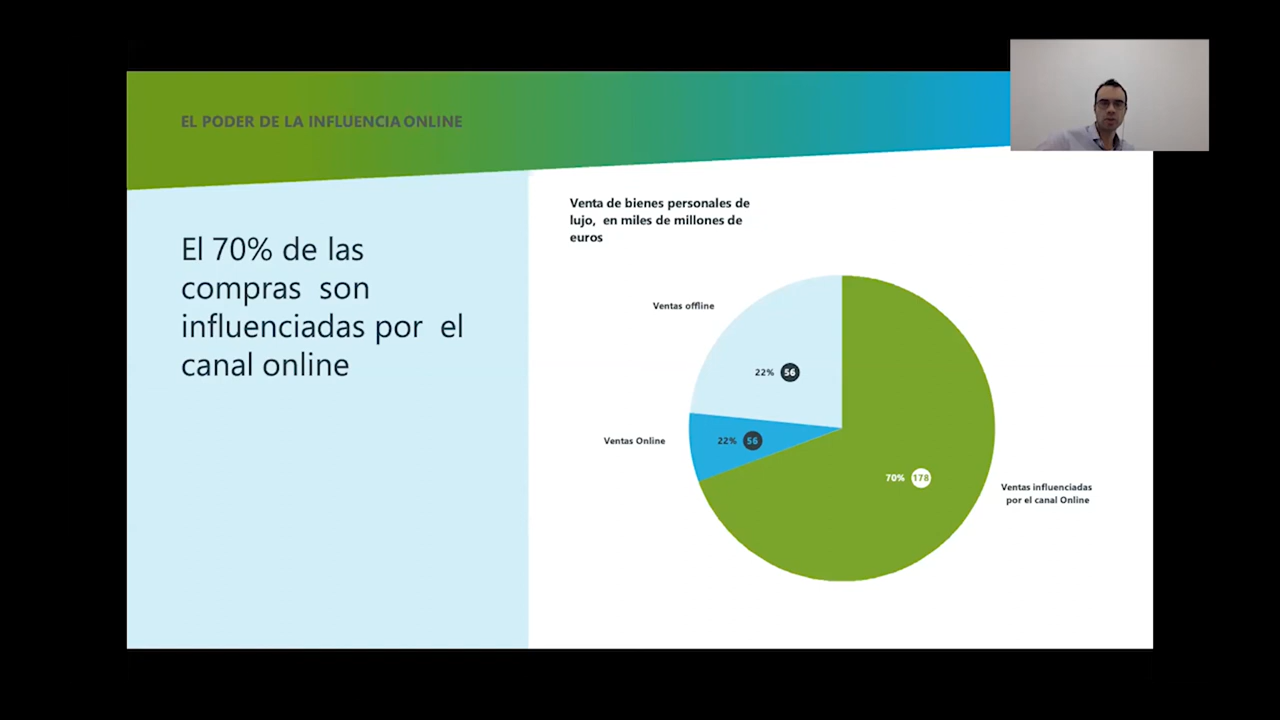 EL PODER DE LA INFLUENCIA ONLINE
El 70% de las
compras son
influenciadas por el
canal online
Venta de bienes personales de
lujo, en miles de millones de
euros
Ventas offline
22% 56
Ventas Online
22% 56
70% 178
Ventas influenciadas
por el canal Online